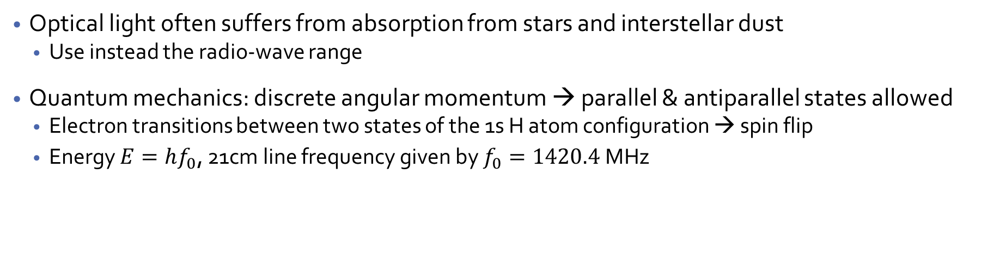 • Optical light often suffers from absorption from stars and interstellar dust
• Use instead the radio-wave range
• Quantum mechanics: discrete angular momentum → parallel & antiparallel states allowed
• Electron transitions between two states of the 1s H atom configuration → spin flip
• Energy E = hf₀, 21cm line frequency given by f₀ = 1420.4 MHz